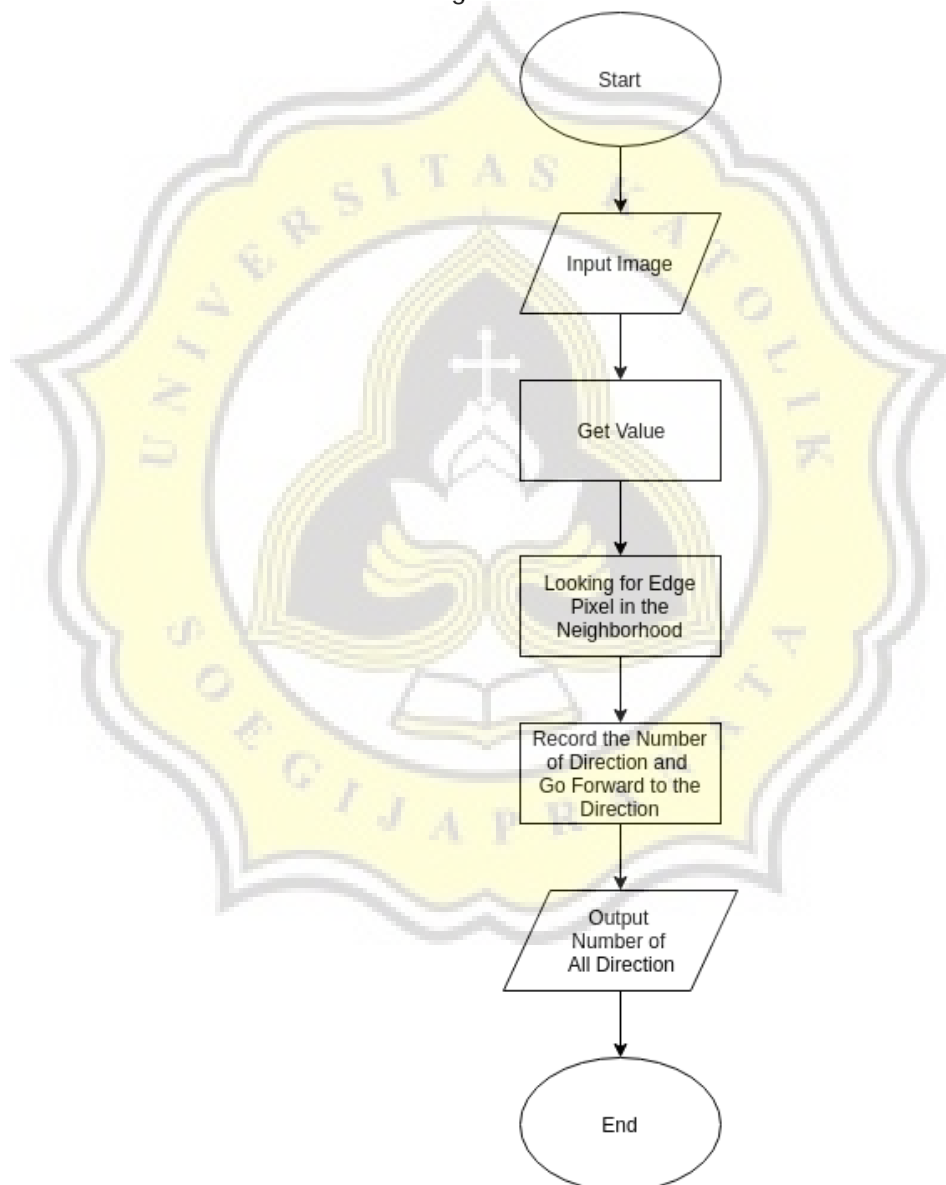 Start
Input Image
Get Value
Looking for Edge
Pixel in the
Neighborhood
Record the Number
of Direction and
Go Forward to the
Direction
Output
Number of
All Direction
End
UNIVERSITAS KATOLIK
SOEGIJAPRANATA